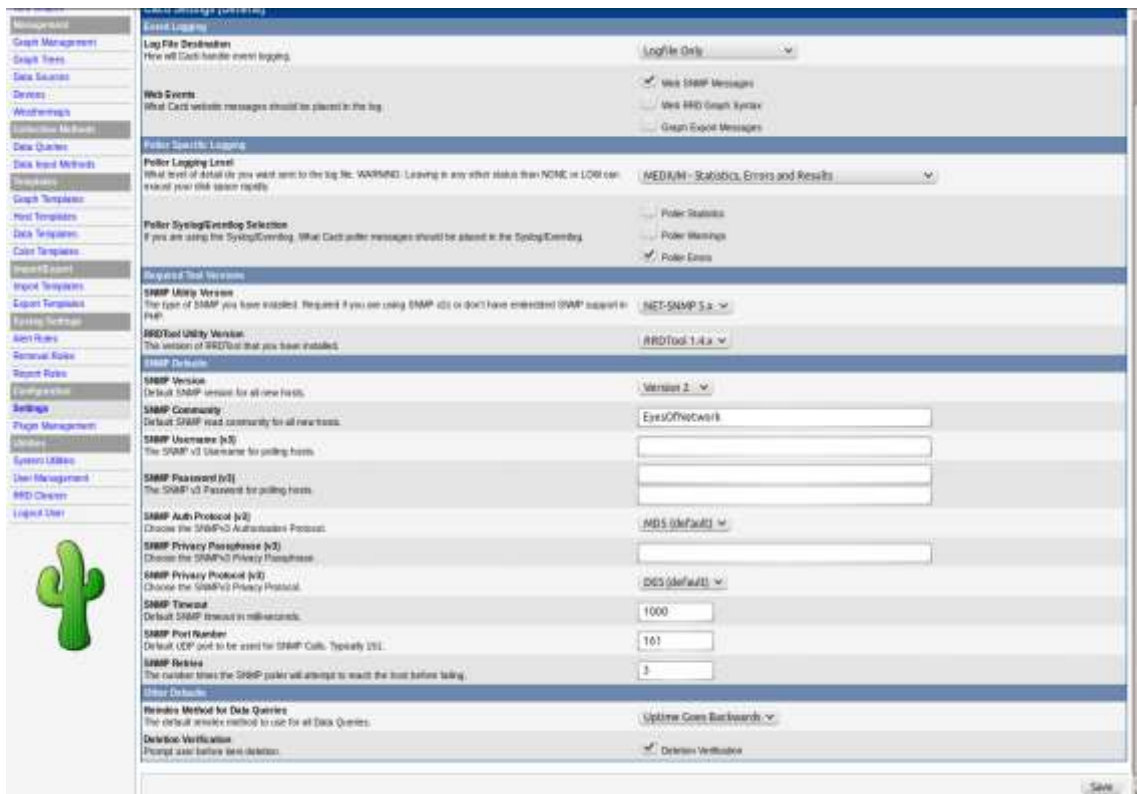 Cacti Settings (General)
Management
Graph Management
Graph Trees
Data Sources
Devices
Weathermaps
Collection Methods
Data Queries
Data Input Methods
Templates
Graph Templates
Host Templates
Data Templates
Color Templates
Import/Export
Import Templates
Export Templates
Syslog Settings
Alert Rules
Removal Rules
Report Rules
Configuration
Settings
Plugin Management
Utilities
System Utilities
User Management
RRD Cleaner
Logout User
Event Logging
Log File Destination
How will Cacti handle event logging.
Logfile Only
Web Events
What Cacti website messages should be placed in the log.
Web SNMP Messages
Web RRD Graph Syntax
Graph Export Messages
Poller Specific Logging
Poller Logging Level
What level of detail do you want sent to the log file. WARNING: Leaving in any other status than NONE or LOW can
exaust your disk space rapidly.
MEDIUM - Statistics, Errors and Results
Poller Syslog/Eventlog Selection
If you are using the Syslog/Eventlog, What Cacti poller messages should be placed in the Syslog/Eventlog.
Poller Statistics
Poller Warnings
Poller Errors
Required Tool Versions
SNMP Utility Version
The type of SNMP you have installed. Required if you are using SNMP v2c or don't have embedded SNMP support in
PHP.
NET-SNMP 5.x
RRDTool Utility Version
The version of RRDTool that you have installed.
RRDTool 1.4.x
SNMP Defaults
SNMP Version
Default SNMP version for all new hosts.
Version 2
SNMP Community
Default SNMP read community for all new hosts.
EyesOfNetwork
SNMP Username (v3)
The SNMP v3 Username for polling hosts.
SNMP Password (v3)
The SNMP v3 Password for polling hosts.
SNMP Auth Protocol (v3)
Choose the SNMPv3 Authorization Protocol.
MD5 (default)
SNMP Privacy Passphrase (v3)
Choose the SNMPv3 Privacy Passphrase.
SNMP Privacy Protocol (v3)
Choose the SNMPv3 Privacy Protocol.
DES (default)
SNMP Timeout
Default SNMP timeout in milli-seconds.
1000
SNMP Port Number
Default UDP port to be used for SNMP Calls. Typically 161.
161
SNMP Retries
The number times the SNMP poller will attempt to reach the host before failing.
3
Other Defaults
Reindex Method for Data Queries
The default reindex method to use for all Data Queries.
Uptime Goes Backwards
Deletion Verification
Prompt user before item deletion.
Deletion Verification
Save